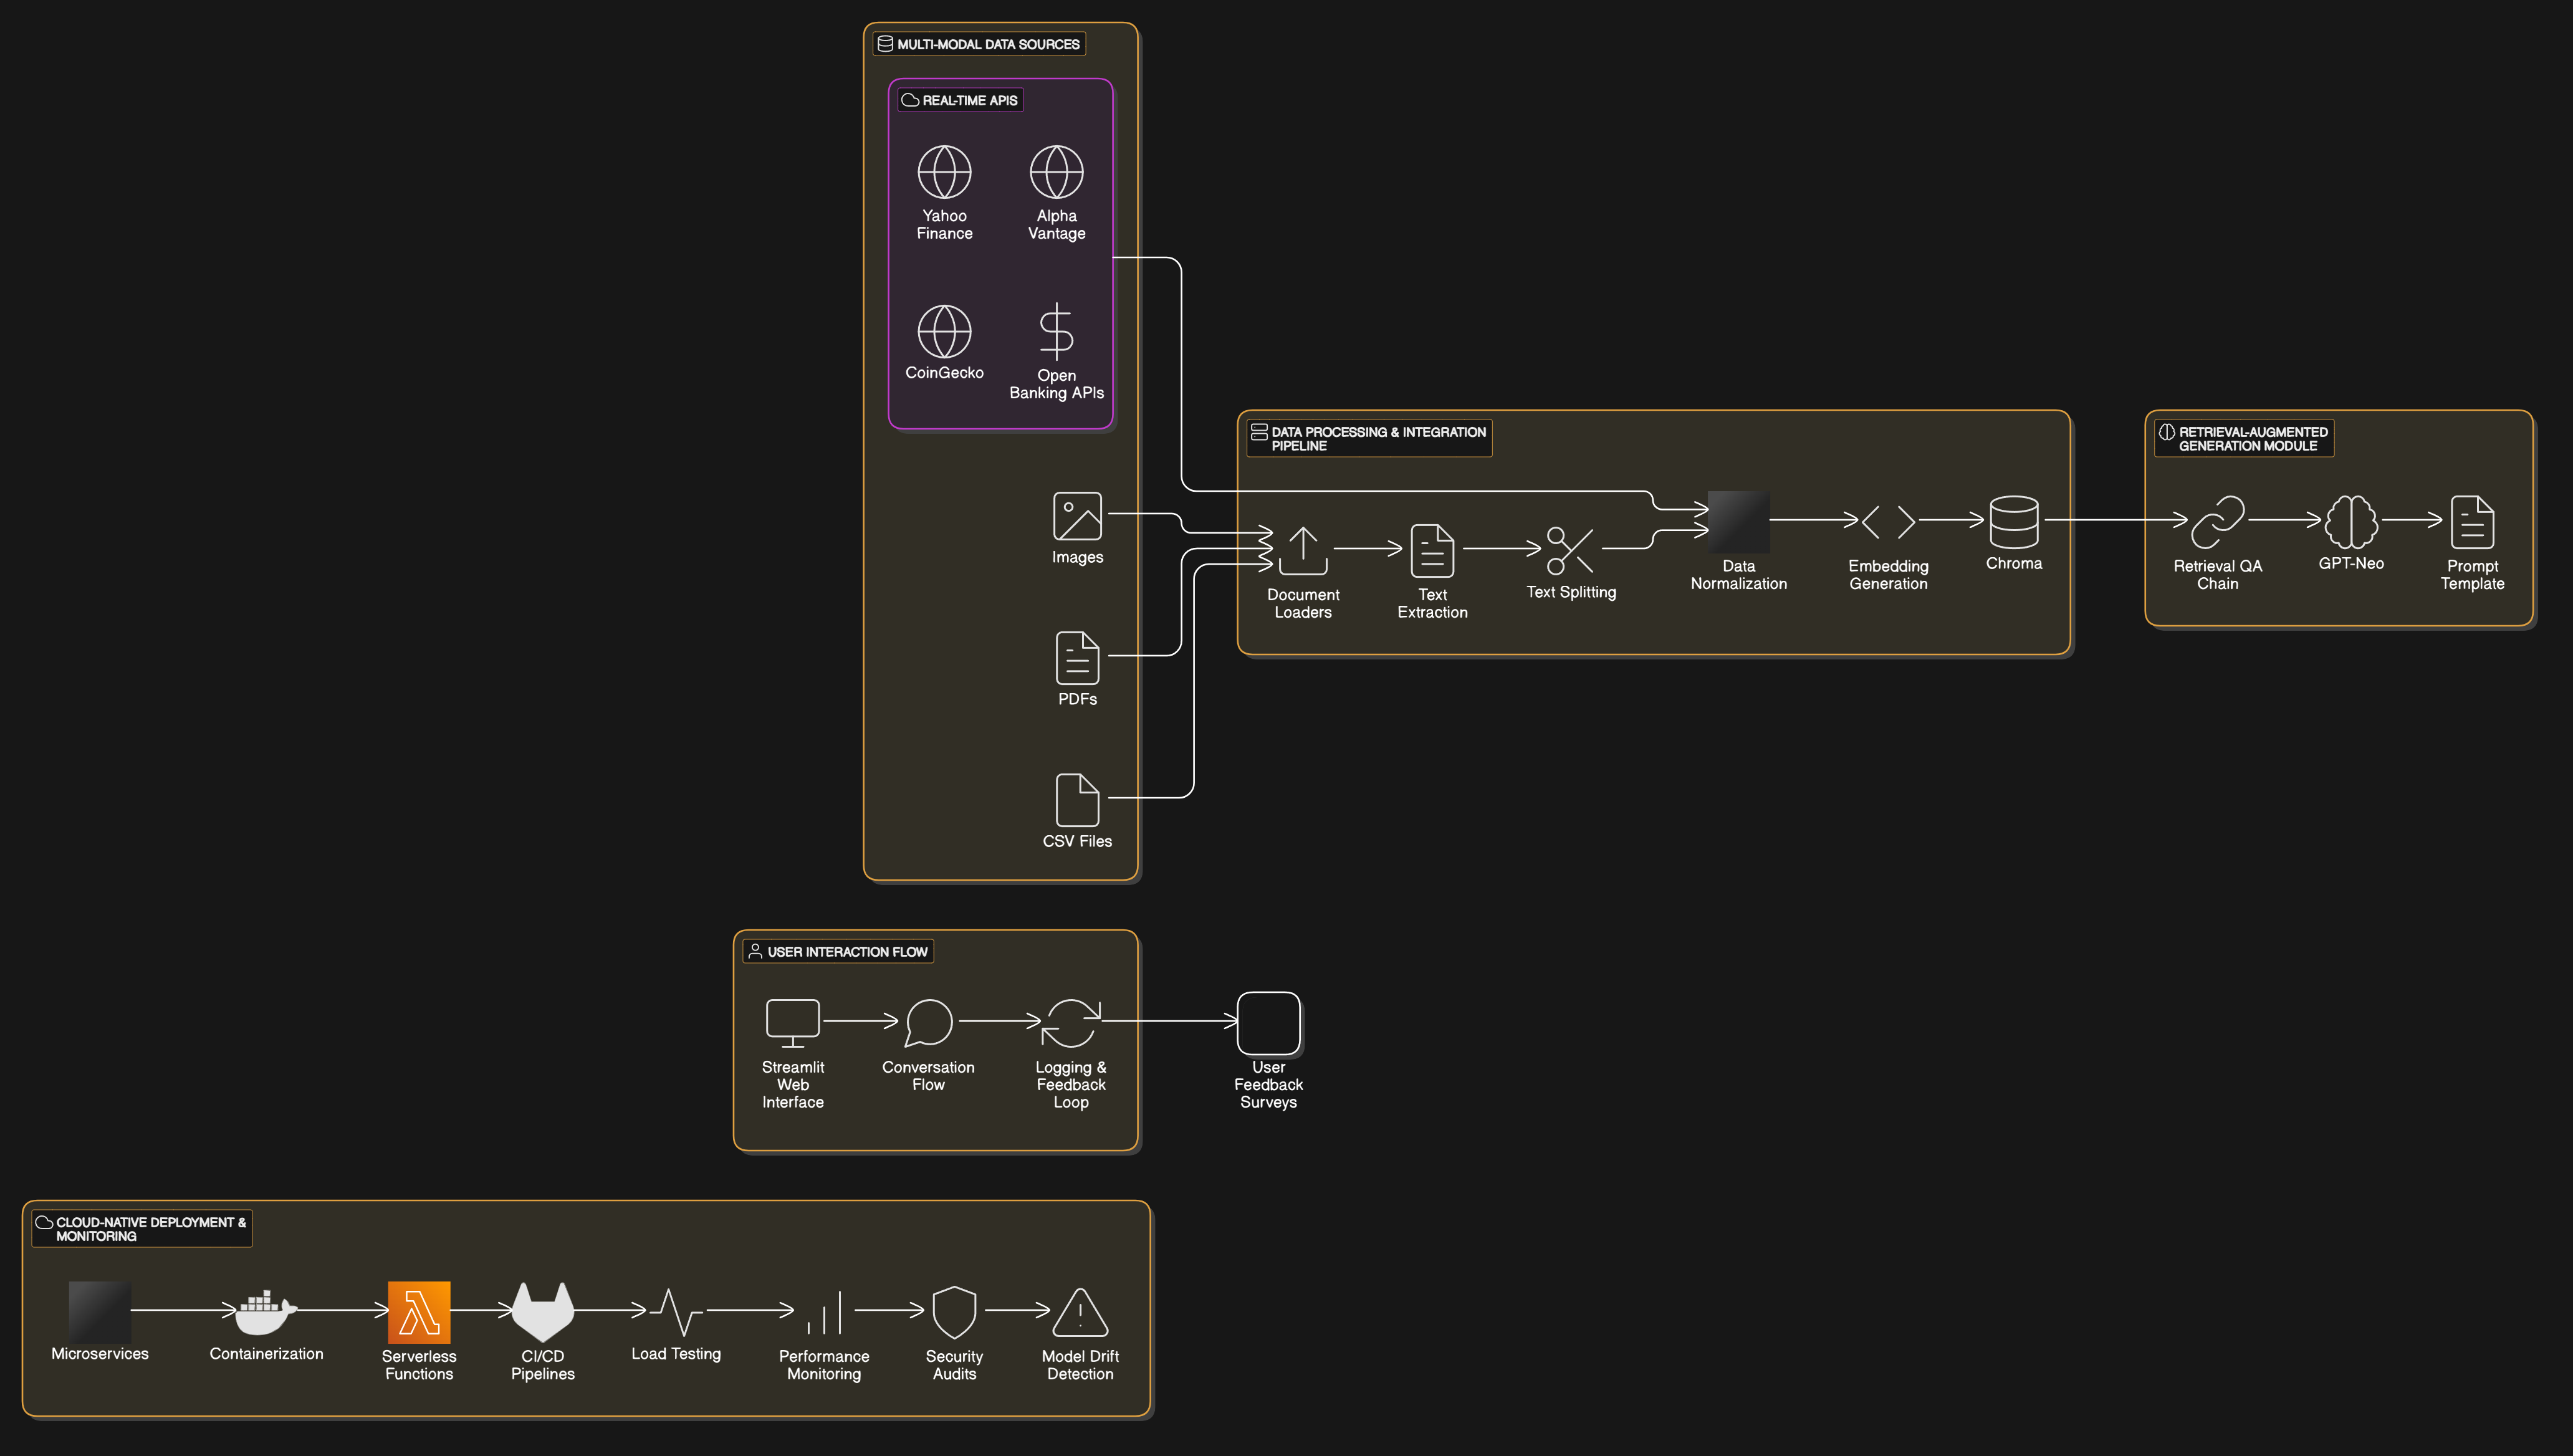 MULTI-MODAL DATA SOURCES
REAL-TIME APIS
Yahoo
Finance
Alpha
Vantage
CoinGecko
Open
Banking APIs
Images
PDFs
CSV Files
DATA PROCESSING & INTEGRATION
PIPELINE
Document
Loaders
Text
Extraction
Text Splitting
Data
Normalization
Embedding
Generation
Chroma
RETRIEVAL-AUGMENTED
GENERATION MODULE
Retrieval QA
Chain
GPT-Neo
Prompt
Template
USER INTERACTION FLOW
Streamlit
Web
Interface
Conversation
Flow
Logging &
Feedback
Loop
User
Feedback
Surveys
CLOUD-NATIVE DEPLOYMENT &
MONITORING
Microservices
Containerization
Serverless
Functions
CI/CD
Pipelines
Load Testing
Performance
Monitoring
Security
Audits
Model Drift
Detection